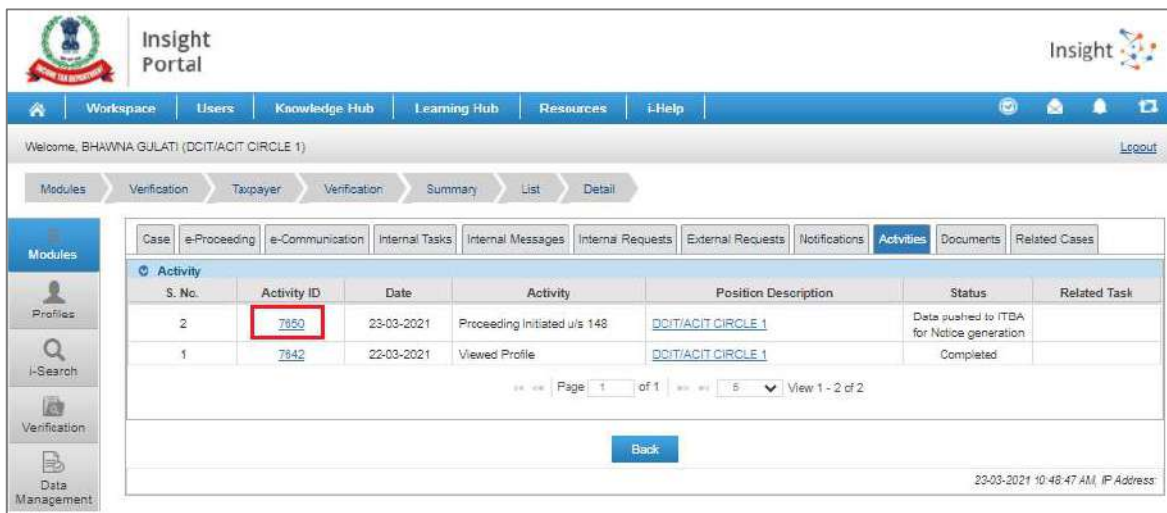 INCOME TAX DEPARTMENT
Insight
Portal
Insight
Workspace Users Knowledge Hub Learning Hub Resources i-Help
Welcome, BHAWNA GULATI (DCIT/ACIT CIRCLE 1) Logout
Modules Verification Taxpayer Verification Summary List Detail
Modules
Profiles
i-Search
Verification
Data
Management
Case e-Proceeding e-Communication Internal Tasks Internal Messages Internal Requests External Requests Notifications Activities Documents Related Cases
Activity
S. No. Activity ID Date Activity Position Description Status Related Task
2 7650 23-03-2021 Proceeding Initiated u/s 148 DCIT/ACIT CIRCLE 1 Data pushed to ITBA
for Notice generation
1 7642 22-03-2021 Viewed Profile DCIT/ACIT CIRCLE 1 Completed
Page 1 of 1 5 View 1 - 2 of 2
Back
23-03-2021 10:48:47 AM, IP Address: